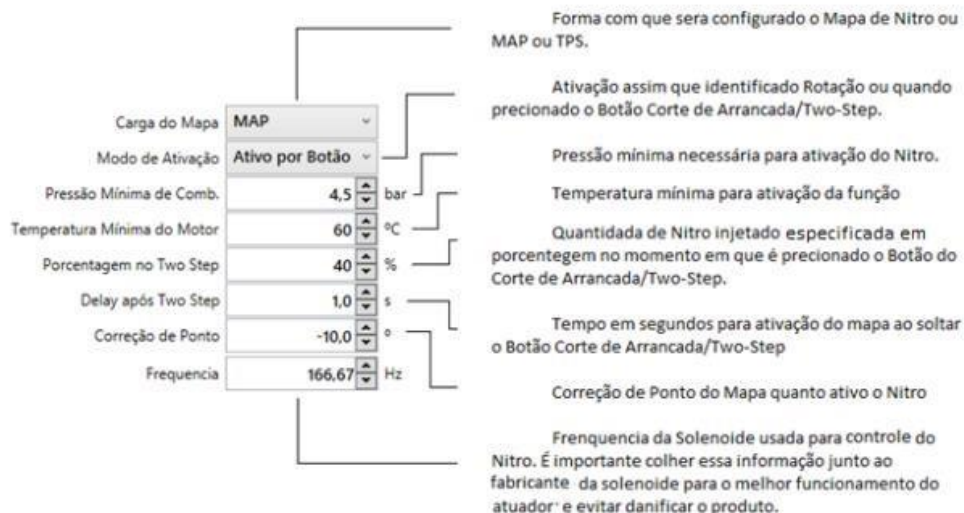 Forma com que sera configurado o Mapa de Nitro ou
MAP ou TPS.
Ativação assim que identificado Rotação ou quando
precionado o Botão Corte de Arrancada/Two-Step.
Carga do Mapa MAP
Modo de Ativação Ativo por Botão
Pressão mínima necessária para ativação do Nitro.
Pressão Mínima de Comb. 4,5 bar
Temperatura mínima para ativação da função
Temperatura Mínima do Motor 60 ºC
Quantidada de Nitro injetado especificada em
porcentegem no momento em que é precionado o Botão do
Corte de Arrancada/Two-Step.
Porcentagem no Two Step 40 %
Delay após Two Step 1,0 s
Tempo em segundos para ativação do mapa ao soltar
o Botão Corte de Arrancada/Two-Step
Correção de Ponto -10,0 º
Frequencia 166,67 Hz
Correção de Ponto do Mapa quanto ativo o Nitro
Frenquencia da Solenoide usada para controle do
Nitro. É importante colher essa informação junto ao
fabricante da solenoide para o melhor funcionamento do
atuador e evitar danificar o produto.